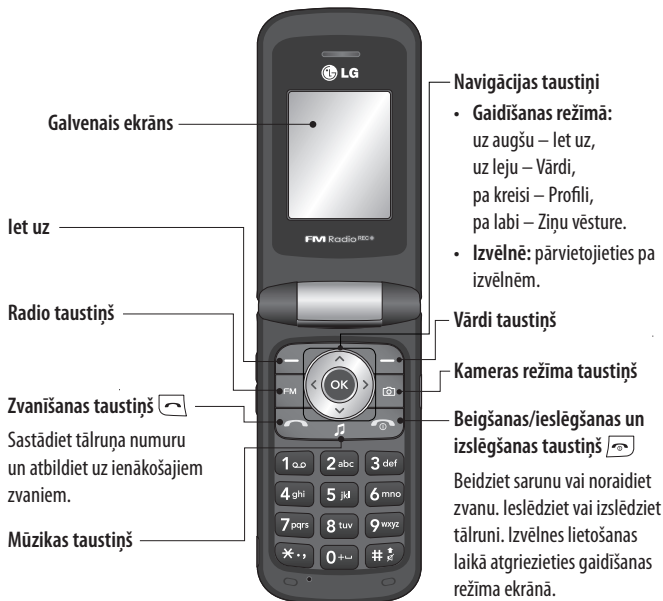 LG
FM Radio REC
Galvenais ekrāns
Iet uz
Radio taustiņš
Zvanīšanas taustiņš
Sastādiet tālruņa numuru
un atbildiet uz ienākošajiem
zvaniem.
Mūzikas taustiņš
Navigācijas taustiņi
• Gaidīšanas režīmā:
uz augšu – Iet uz,
uz leju – Vārdi,
pa kreisi – Profili,
pa labi – Ziņu vēsture.
• Izvēlnē: pārvietojieties pa
izvēlnēm.
Vārdi taustiņš
Kameras režīma taustiņš
Beigšanas/ieslēgšanas un
izslēgšanas taustiņš
Beidziet sarunu vai noraidiet
zvanu. Ieslēdziet vai izslēdziet
tālruni. Izvēlnes lietošanas
laikā atgriezieties gaidīšanas
režīma ekrānā.
OK
FM
1 2 abc 3 def
4 ghi 5 jkl 6 mno
7 pqrs 8 tuv 9 wxyz
*., 0+ #